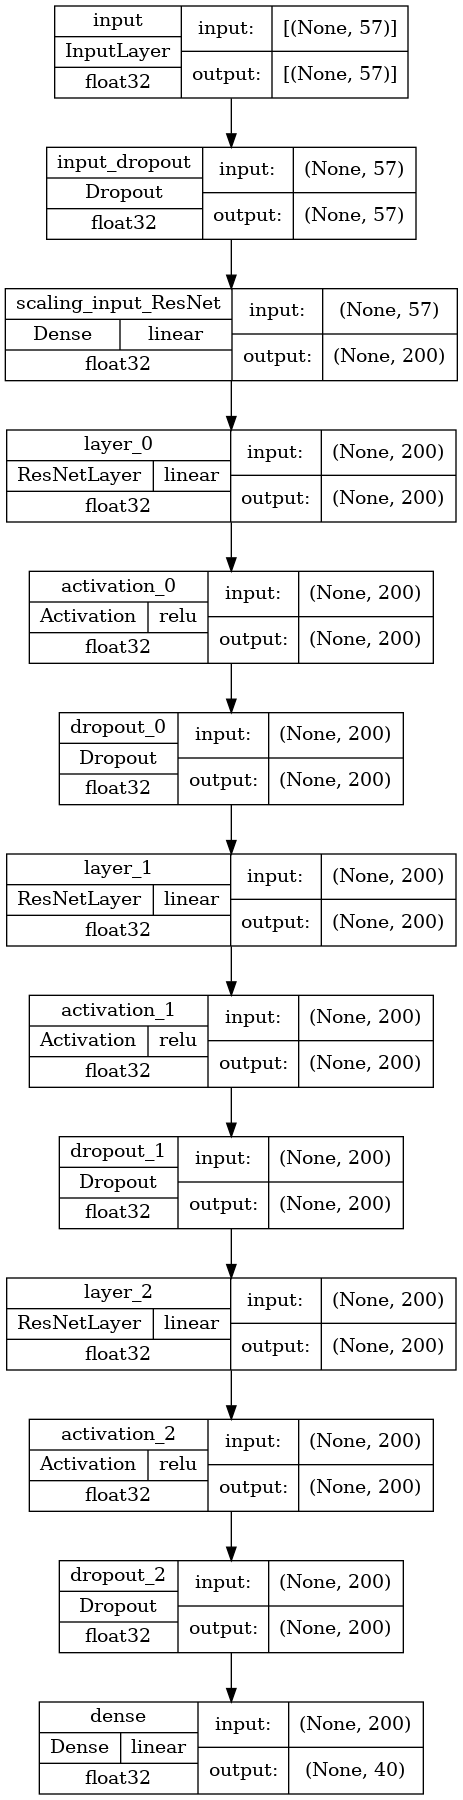 input
InputLayer
float32
input: [(None, 57)]
output: [(None, 57)]
input_dropout
Dropout
float32
input: (None, 57)
output: (None, 57)
scaling_input_ResNet
Dense linear
float32
input: (None, 57)
output: (None, 200)
layer_0
ResNetLayer linear
float32
input: (None, 200)
output: (None, 200)
activation_0
Activation relu
float32
input: (None, 200)
output: (None, 200)
dropout_0
Dropout
float32
input: (None, 200)
output: (None, 200)
layer_1
ResNetLayer linear
float32
input: (None, 200)
output: (None, 200)
activation_1
Activation relu
float32
input: (None, 200)
output: (None, 200)
dropout_1
Dropout
float32
input: (None, 200)
output: (None, 200)
layer_2
ResNetLayer linear
float32
input: (None, 200)
output: (None, 200)
activation_2
Activation relu
float32
input: (None, 200)
output: (None, 200)
dropout_2
Dropout
float32
input: (None, 200)
output: (None, 200)
dense
Dense linear
float32
input: (None, 200)
output: (None, 40)